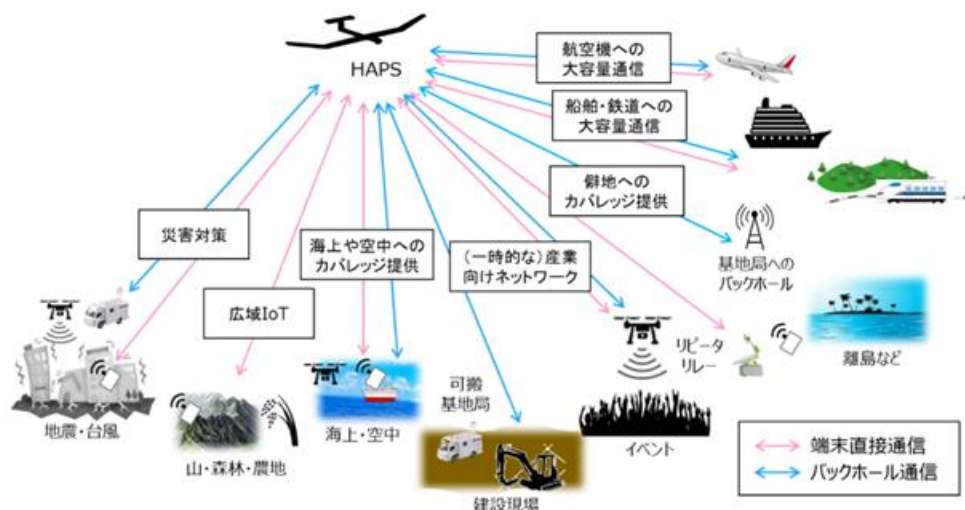 HAPS
航空機への
大容量通信
船舶・鉄道への
大容量通信
僻地への
カバレッジ提供
災害対策
海上や空中への
カバレッジ提供
(一時的な)産業
向けネットワーク
広域IoT
基地局への
バックホール
リピータ
リレー
離島など
可搬
基地局
地震・台風
山・森林・農地
海上・空中
建設現場
イベント
端末直接通信
バックホール通信